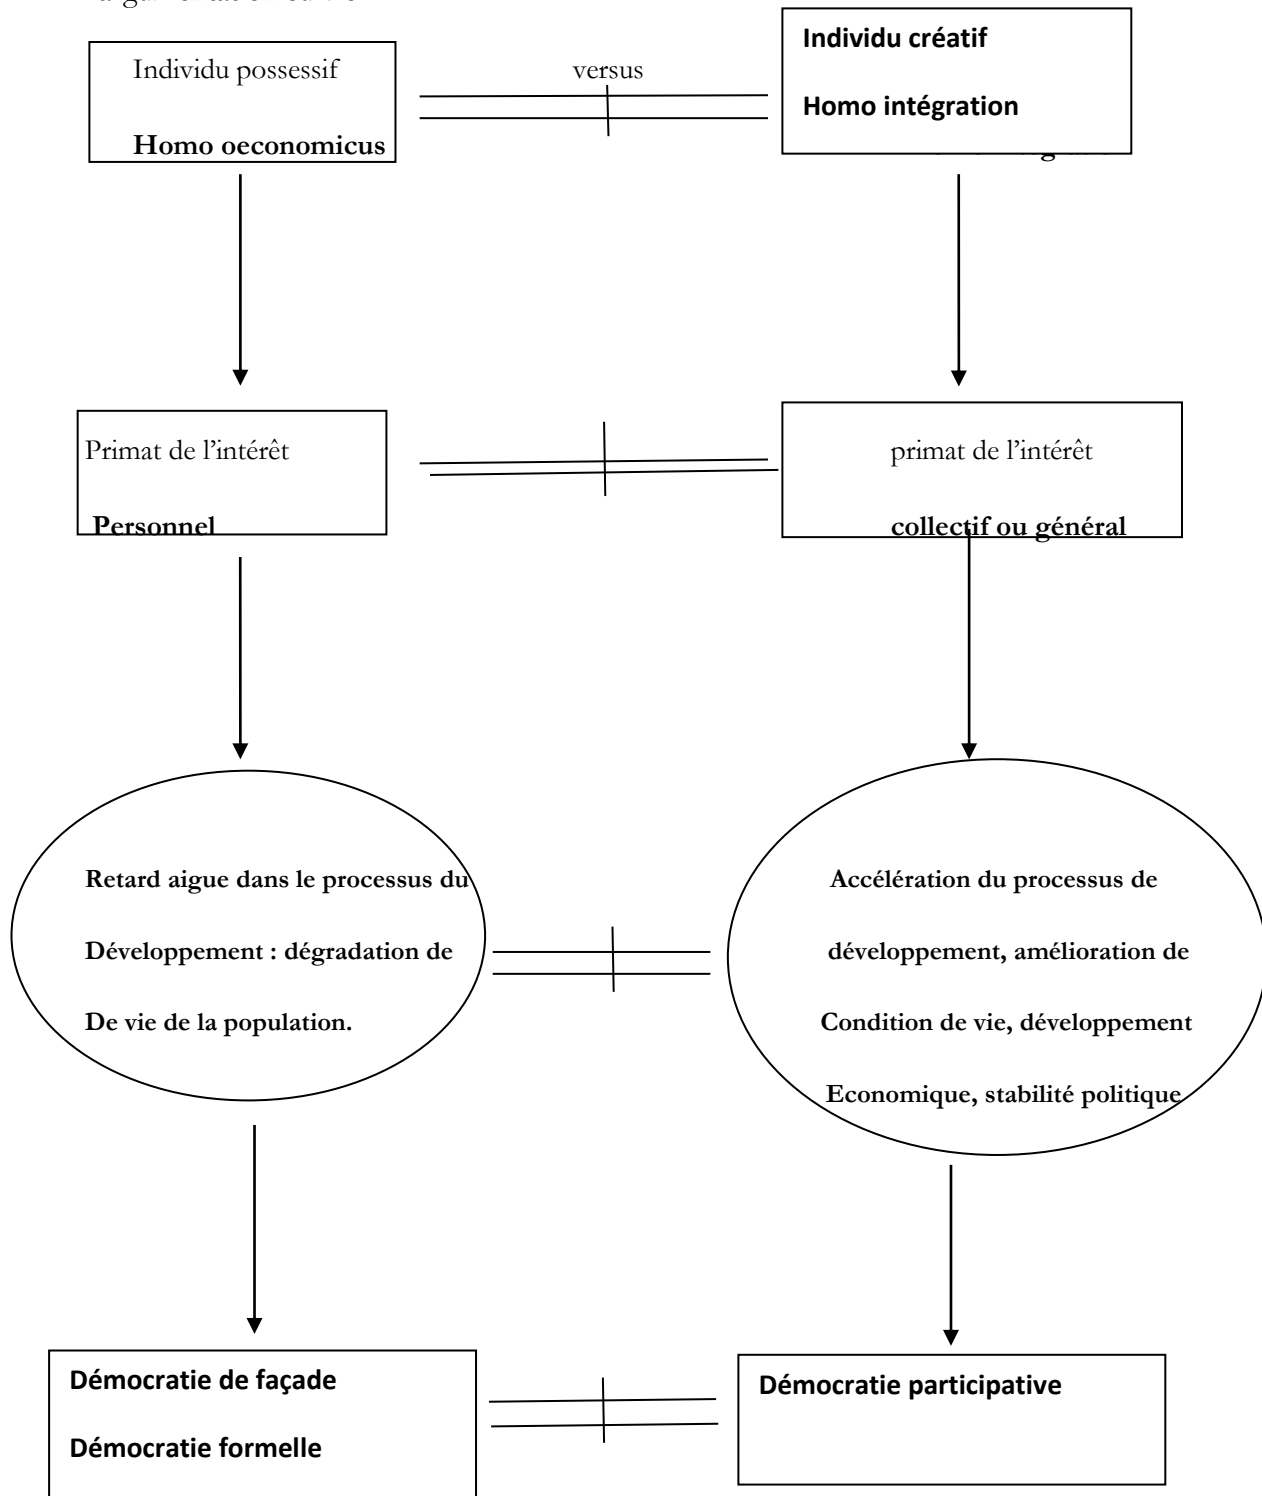 Individu possessif
versus
Individu créatif
Homo oeconomicus
Homo intégration
Primat de l'intérêt
primat de l'intérêt
Personnel
collectif ou général
Retard aigue dans le processus du
Développement : dégradation de
De vie de la population.
Accélération du processus de
développement, amélioration de
Condition de vie, développement
Economique, stabilité politique
Démocratie de façade
Démocratie formelle
Démocratie participative